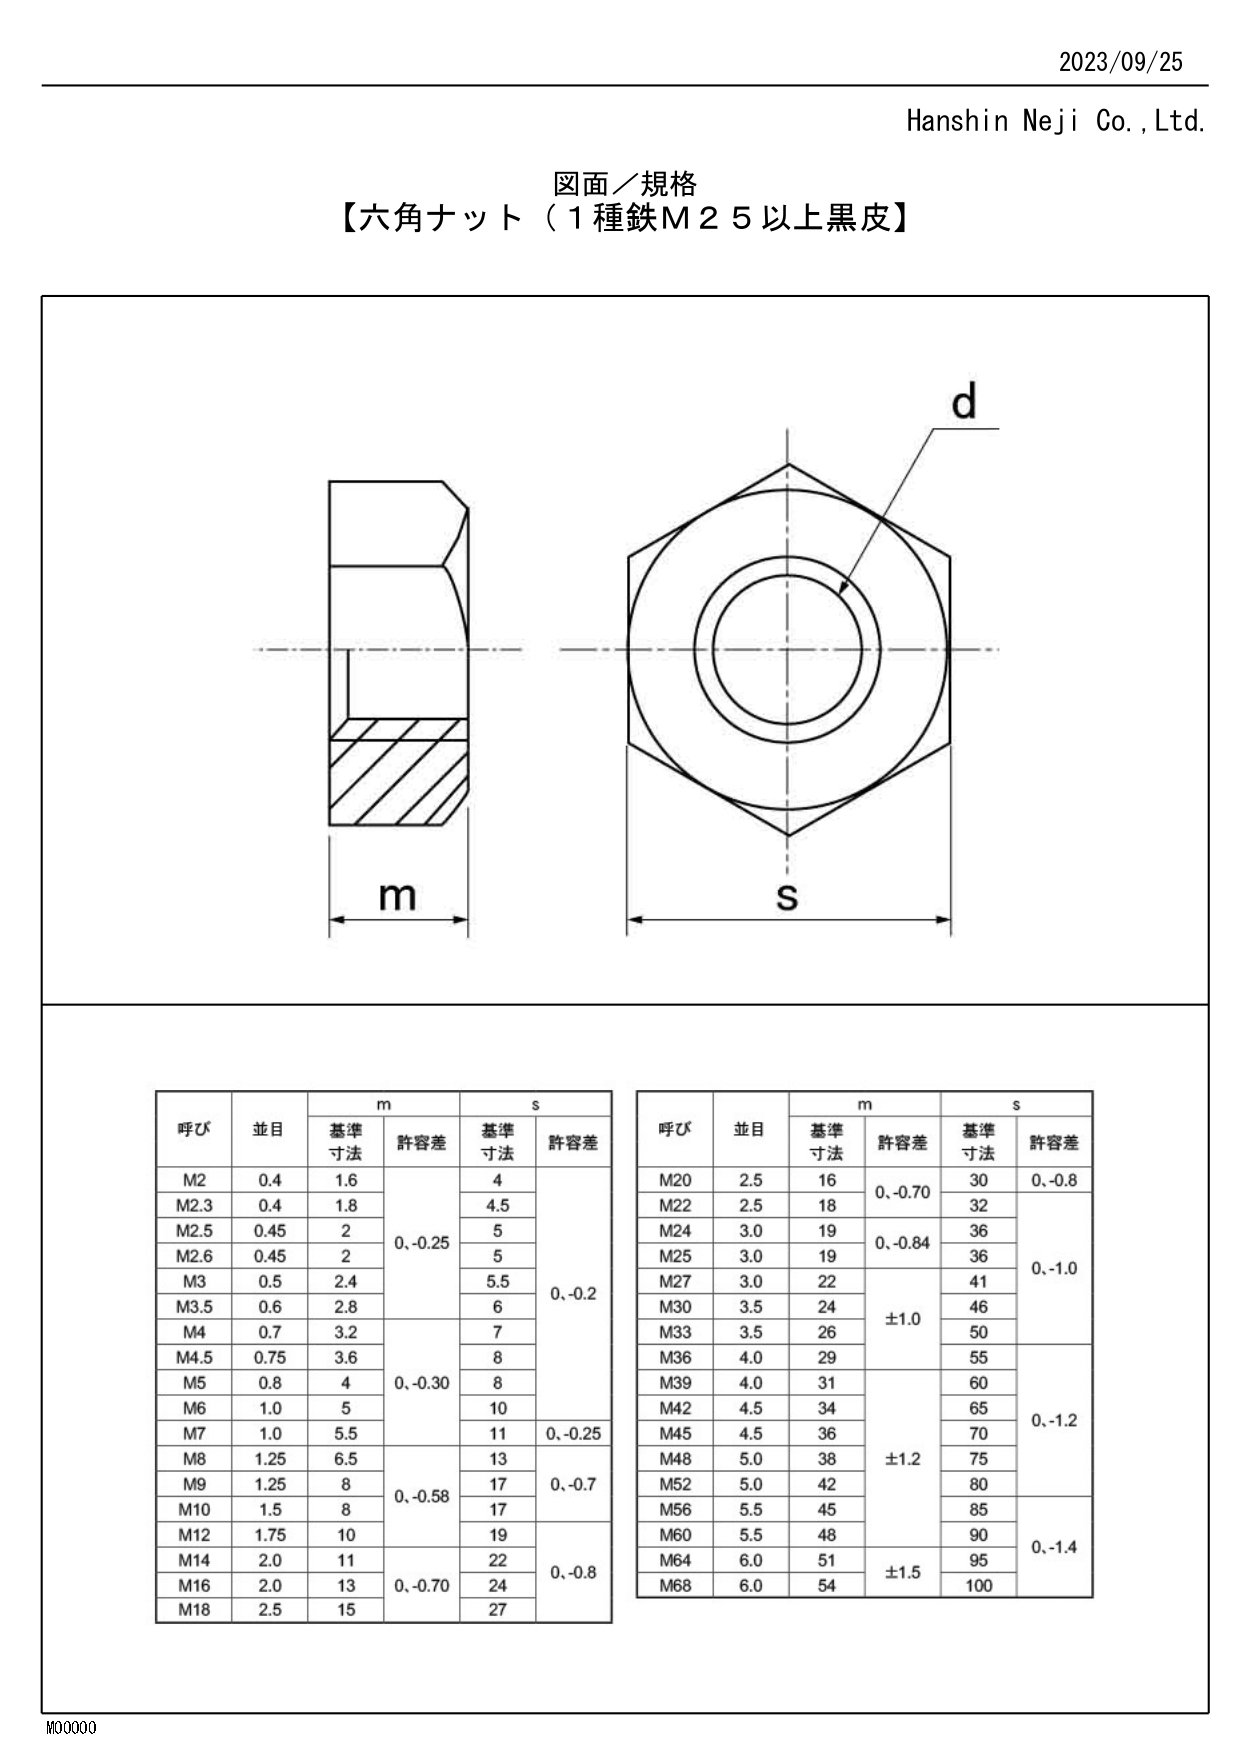 2023/09/25
Hanshin Neji Co.,Ltd.
図面／規格
【六角ナット（１種鉄Ｍ２５以上黒皮】
d
m
s
呼び 並目 m s
基準寸法 許容差 基準寸法 許容差
M2 0.4 1.6 0、-0.25 4 0、-0.2
M2.3 0.4 1.8 4.5
M2.5 0.45 2 5
M2.6 0.45 2 5
M3 0.5 2.4 5.5
M3.5 0.6 2.8 6
M4 0.7 3.2 0、-0.30 7
M4.5 0.75 3.6 8
M5 0.8 4 8
M6 1.0 5 10
M7 1.0 5.5 11 0、-0.25
M8 1.25 6.5 0、-0.58 13 0、-0.7
M9 1.25 8 17
M10 1.5 8 17
M12 1.75 10 19 0、-0.8
M14 2.0 11 0、-0.70 22
M16 2.0 13 24
M18 2.5 15 27
呼び 並目 m s
基準寸法 許容差 基準寸法 許容差
M20 2.5 16 0、-0.70 30 0、-0.8
M22 2.5 18 32 0、-1.0
M24 3.0 19 0、-0.84 36
M25 3.0 19 36
M27 3.0 22 ±1.0 41
M30 3.5 24 46
M33 3.5 26 50
M36 4.0 29 55 0、-1.2
M39 4.0 31 ±1.2 60
M42 4.5 34 65
M45 4.5 36 70
M48 5.0 38 75
M52 5.0 42 80
M56 5.5 45 85 0、-1.4
M60 5.5 48 90
M64 6.0 51 ±1.5 95
M68 6.0 54 100
M00000